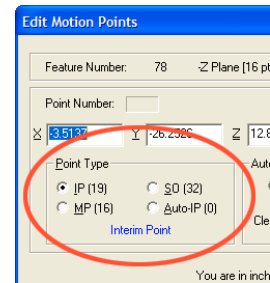 Edit Motion Points
Feature Number: 78 -Z Plane [16 pt
Point Number:
X -3.5137 Y -26.2526 Z 12.8
Point Type Aut
IP (19) SO (32)
MP (16) Auto-IP (0)
Cle
Interim Point
You are in inch